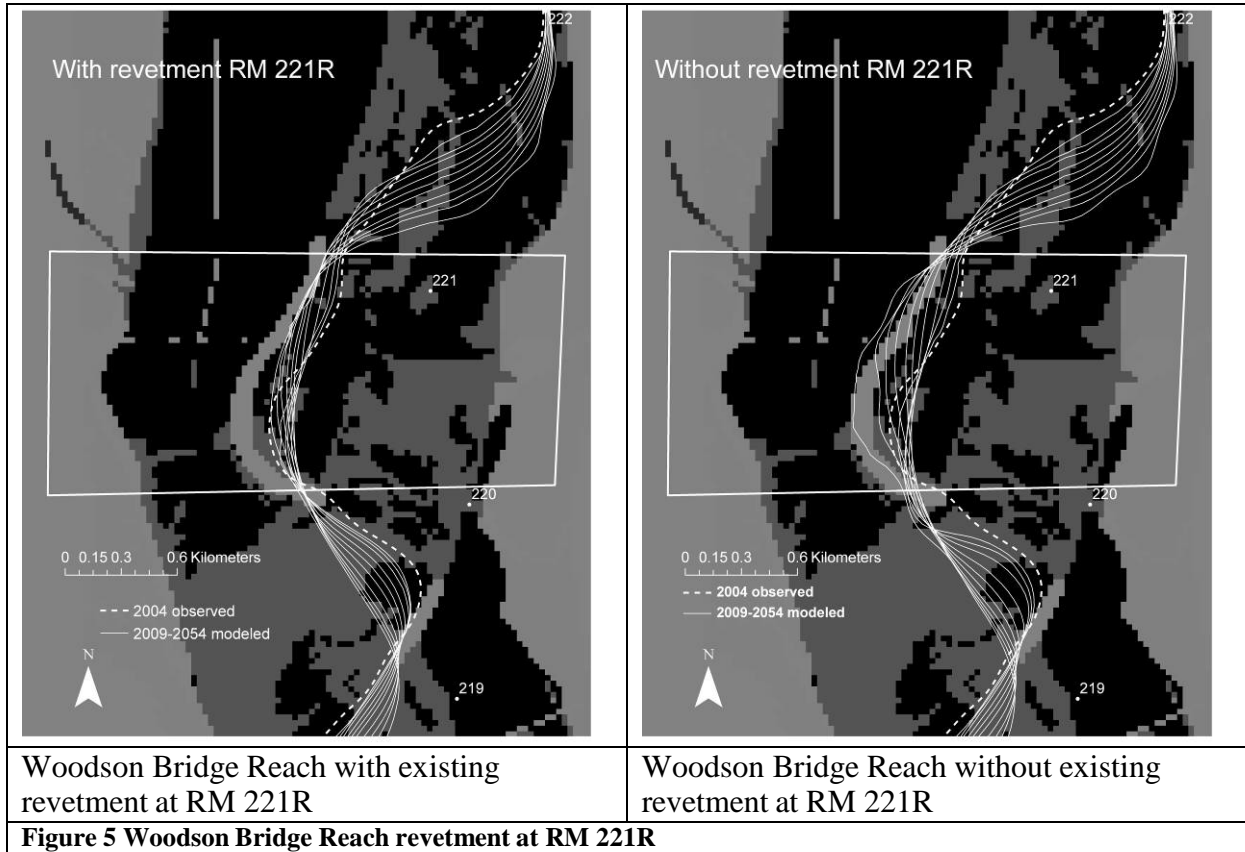 222
With revetment RM 221R
221
220
0 0.15 0.3 0.6 Kilometers
2004 observed
2009-2054 modeled
N
219
222
Without revetment RM 221R
221
220
0 0.15 0.3 0.6 Kilometers
2004 observed
2009-2054 modeled
N
219
Woodson Bridge Reach with existing
revetment at RM 221R
Woodson Bridge Reach without existing
revetment at RM 221R
Figure 5 Woodson Bridge Reach revetment at RM 221R